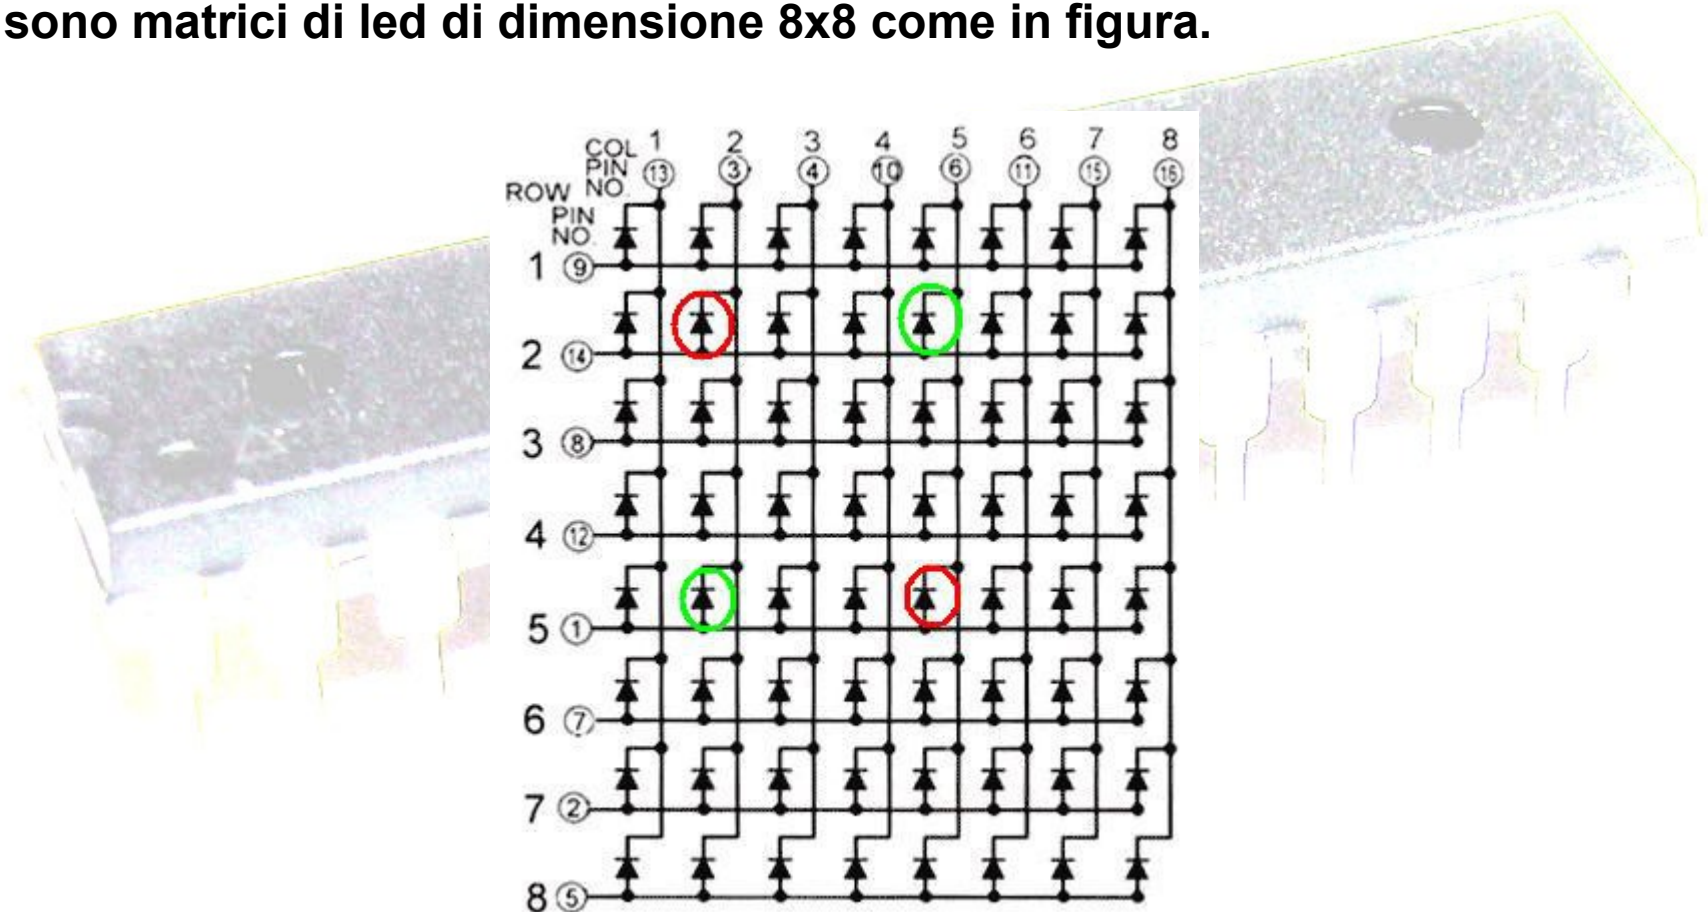 sono matrici di led di dimensione 8x8 come in figura.
COL 1 2 3 4 5 6 7 8
PIN NO. 13 3 4 10 6 11 15 16
ROW PIN NO.
1 9
2 14
3 8
4 12
5 1
6 7
7 2
8 5